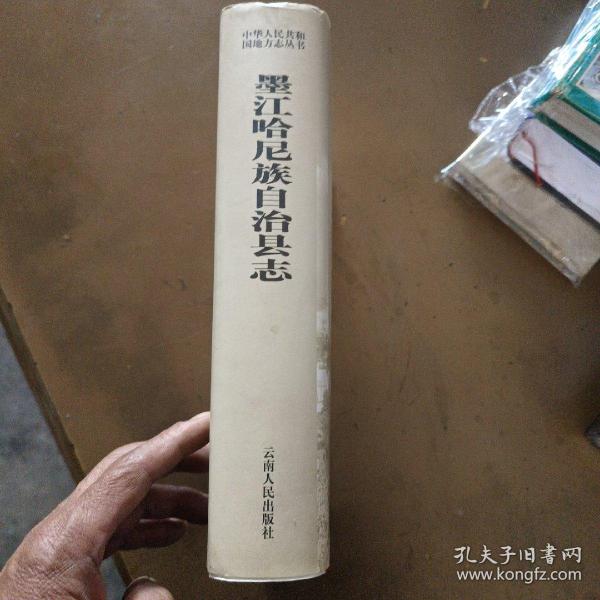 中华人民共和
国地方志丛书
墨江哈尼族自治县志
云南人民出版社
孔夫子旧书网
www.kongfz.com